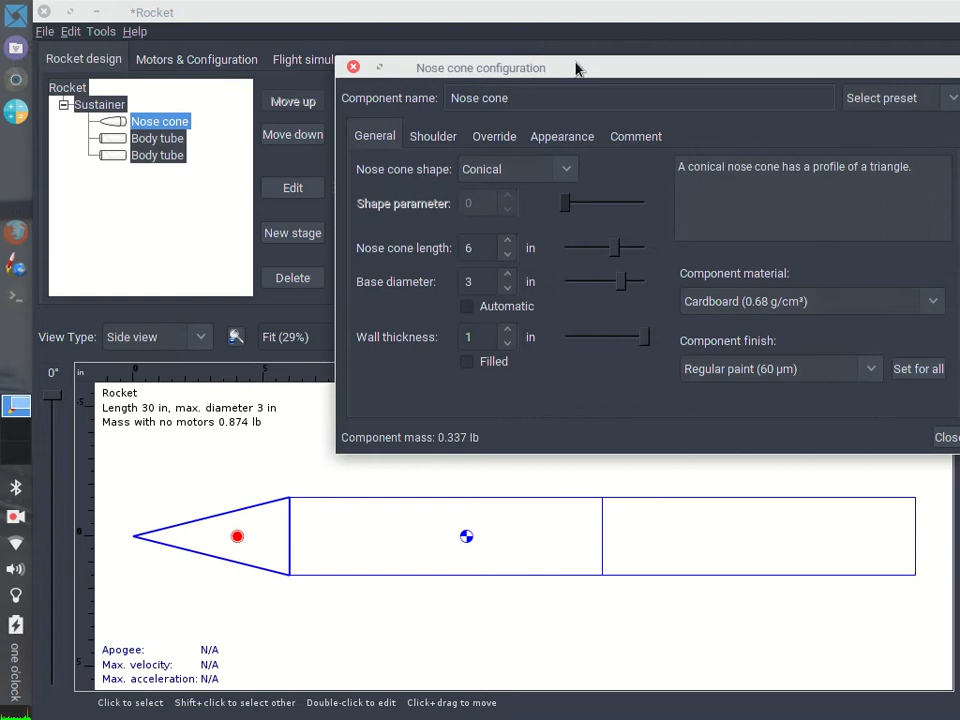 *Rocket
File Edit Tools Help
Rocket design Motors & Configuration Flight simul
Rocket
Sustainer
Nose cone
Body tube
Body tube
Move up
Move down
Edit
New stage
Delete
Nose cone configuration
Component name: Nose cone Select preset
General Shoulder Override Appearance Comment
Nose cone shape: Conical
Shape parameter: 0
Nose cone length: 6 in
Base diameter: 3 in
Automatic
Wall thickness: 1 in
Filled
A conical nose cone has a profile of a triangle.
Component material:
Cardboard (0.68 g/cm³)
Component finish:
Regular paint (60 µm) Set for all
Component mass: 0.337 lb Close
View Type: Side view Fit (29%)
0° in 0 5
-5
0
5
Rocket
Length 30 in, max. diameter 3 in
Mass with no motors 0.874 lb
Apogee: N/A
Max. velocity: N/A
Max. acceleration: N/A
Click to select Shift+click to select other Double-click to edit Click+drag to move
one o'clock